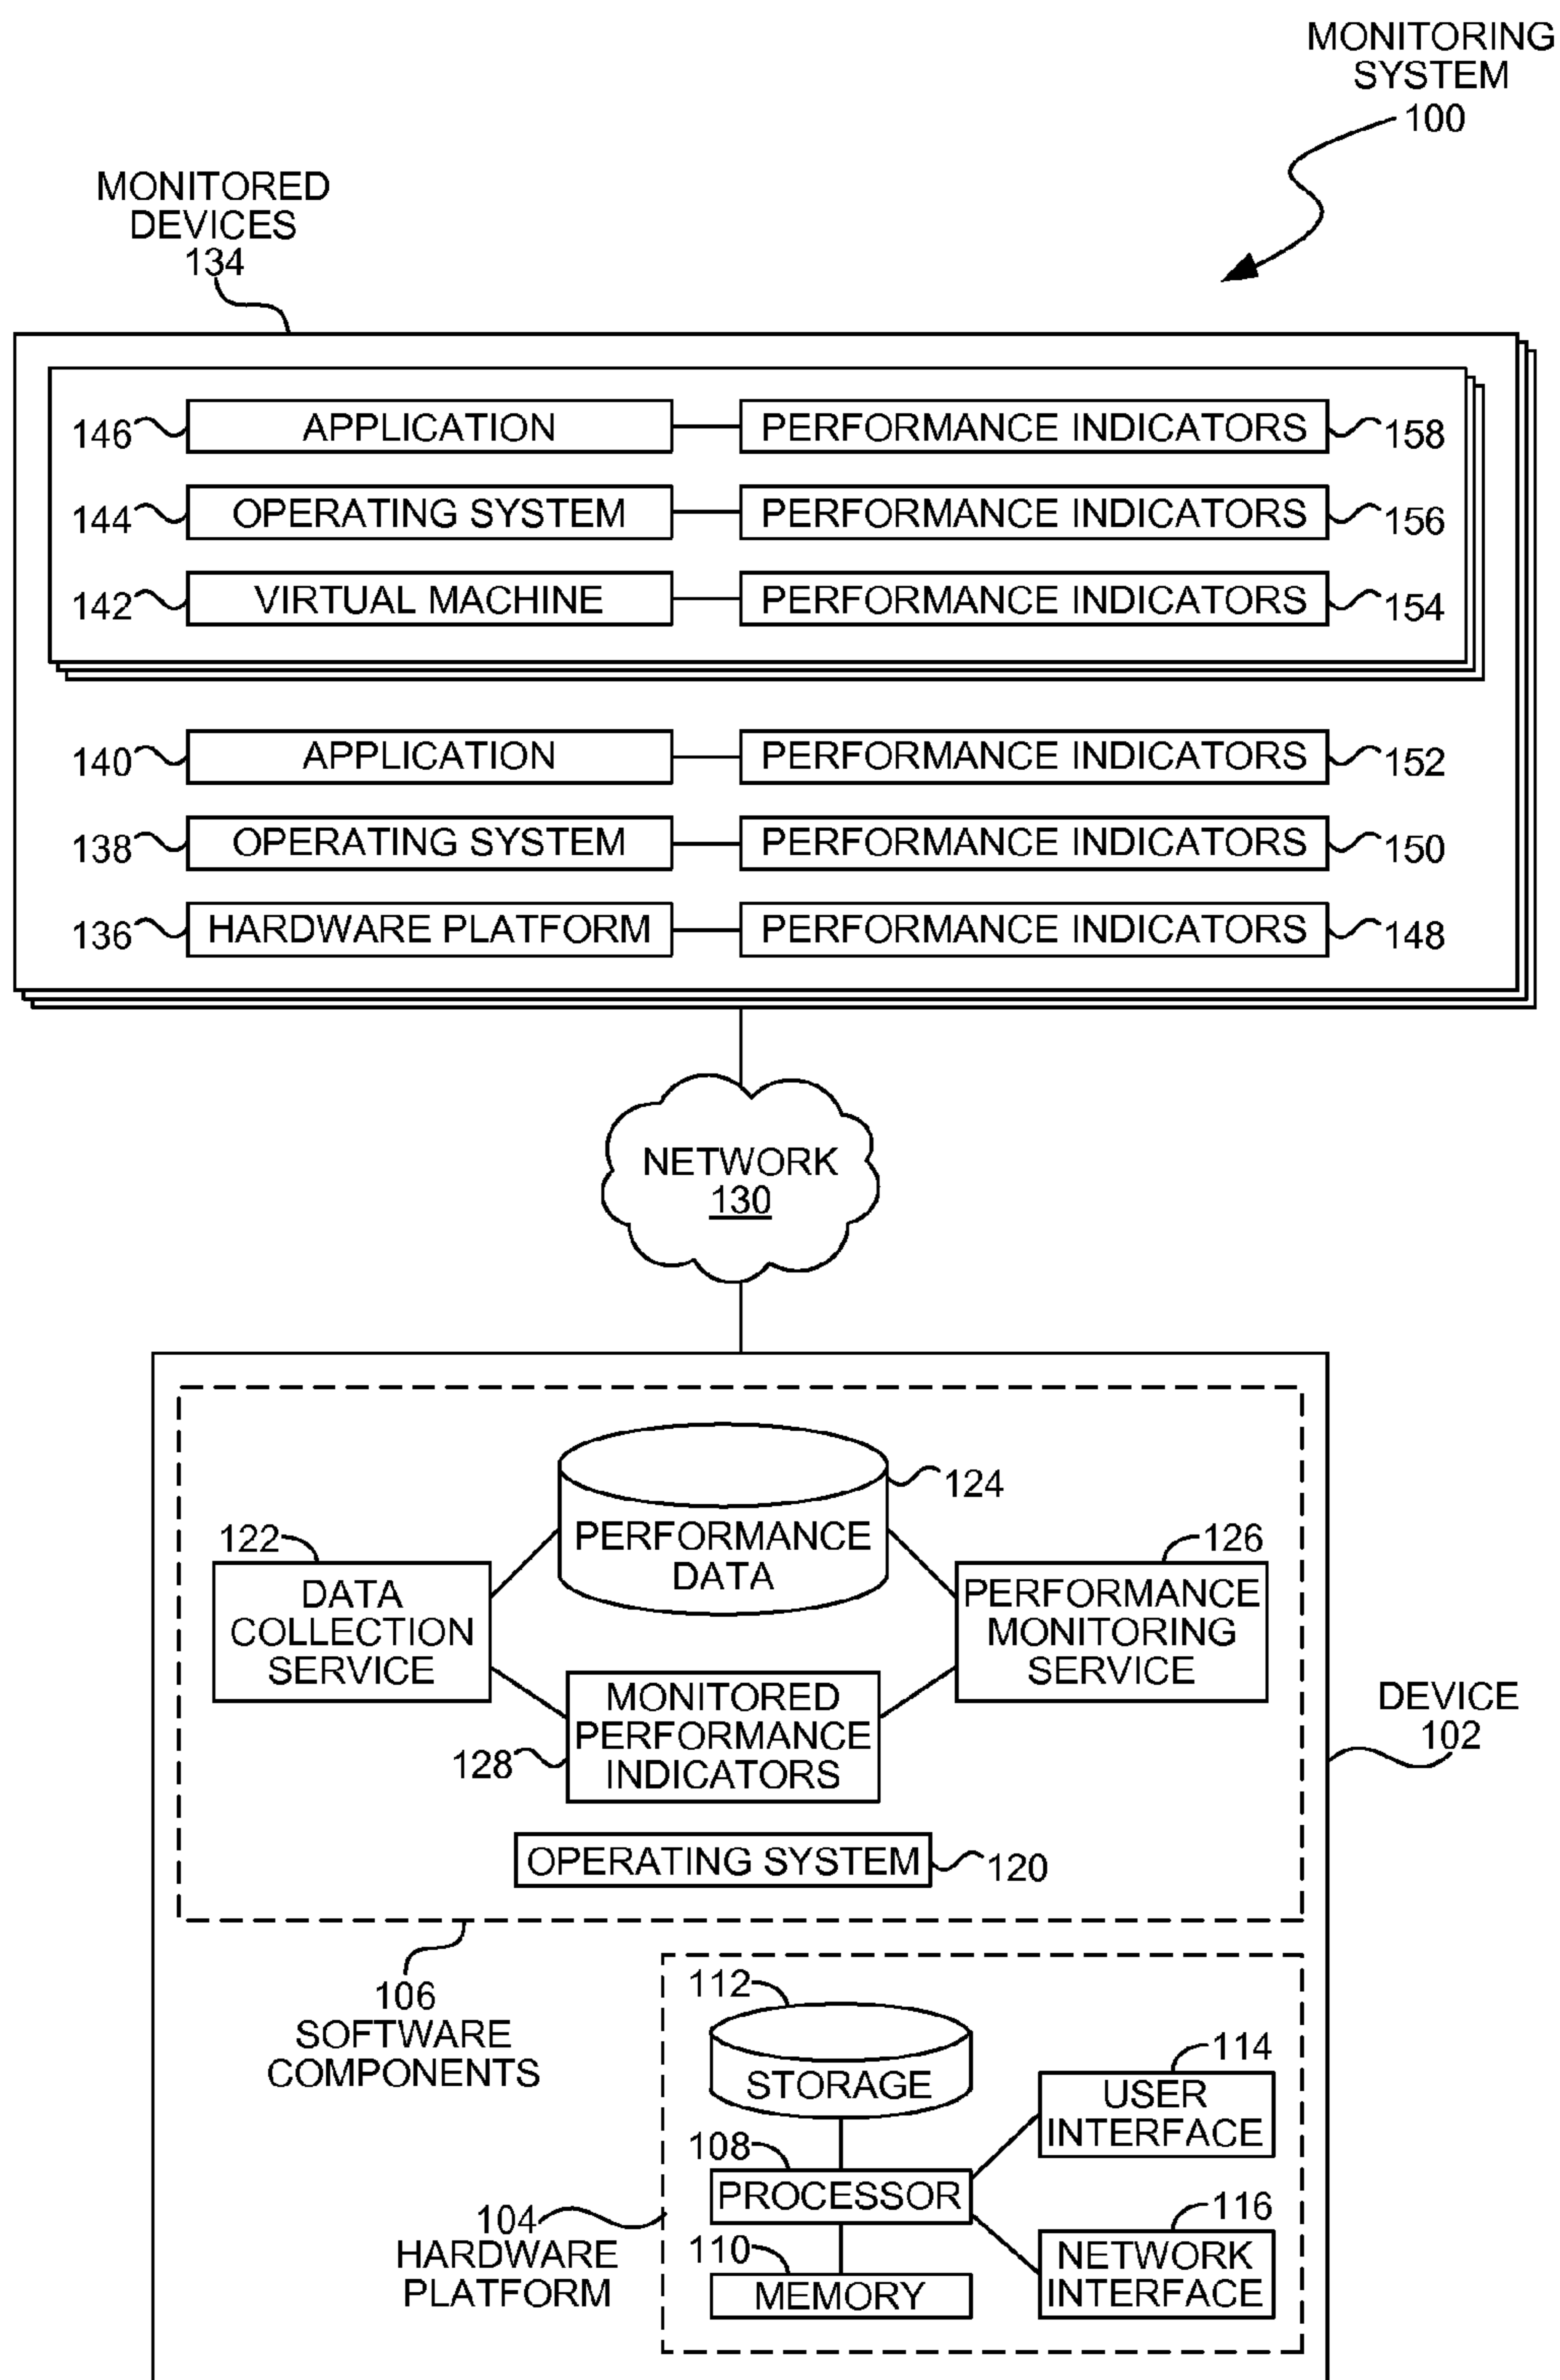 MONITORING
SYSTEM
100
MONITORED
DEVICES
134
146 APPLICATION PERFORMANCE INDICATORS 158
144 OPERATING SYSTEM PERFORMANCE INDICATORS 156
142 VIRTUAL MACHINE PERFORMANCE INDICATORS 154
140 APPLICATION PERFORMANCE INDICATORS 152
138 OPERATING SYSTEM PERFORMANCE INDICATORS 150
136 HARDWARE PLATFORM PERFORMANCE INDICATORS 148
NETWORK
130
124
PERFORMANCE
DATA
122
DATA
COLLECTION
SERVICE
126
PERFORMANCE
MONITORING
SERVICE
MONITORED
PERFORMANCE
INDICATORS
128
DEVICE
102
OPERATING SYSTEM 120
106
SOFTWARE
COMPONENTS
112
STORAGE
114
USER
INTERFACE
108
PROCESSOR
104
HARDWARE
PLATFORM
116
NETWORK
INTERFACE
110
MEMORY